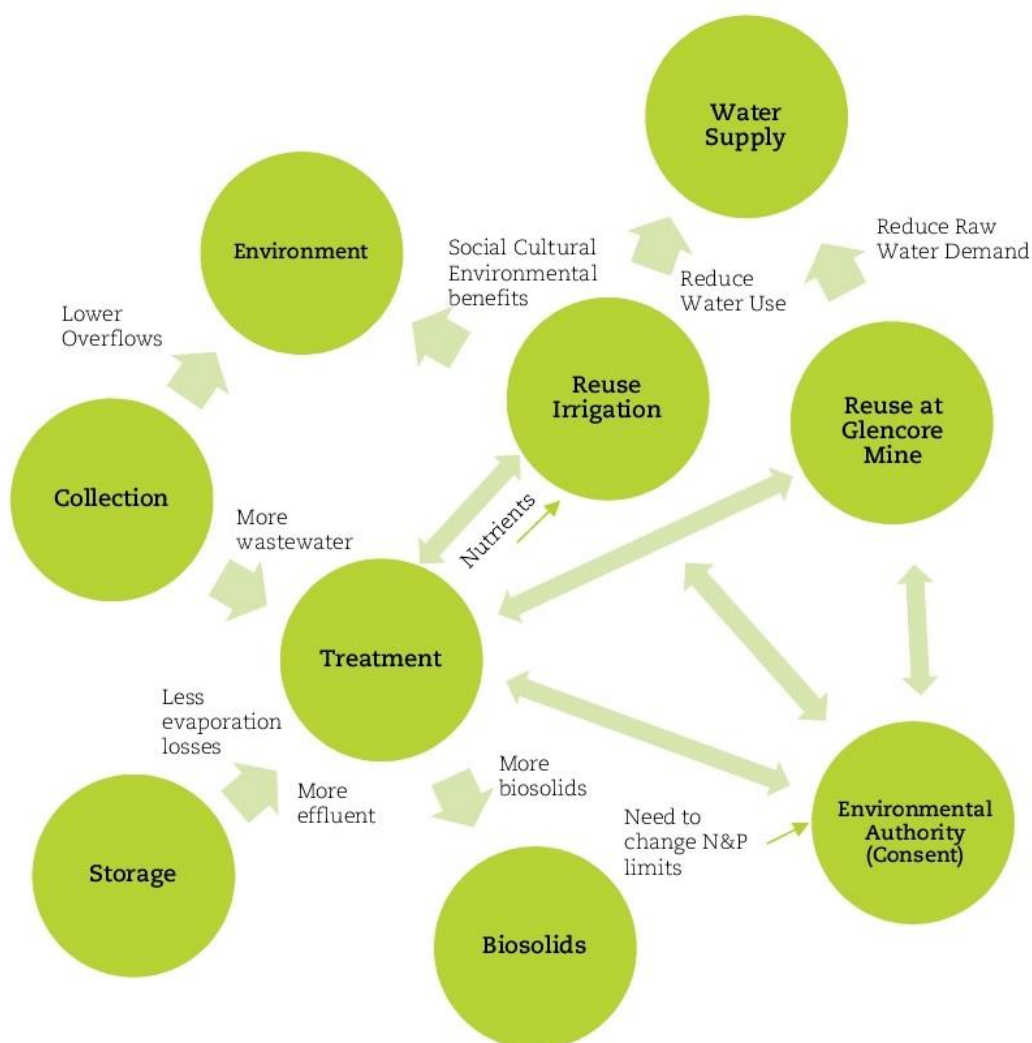 Water
Supply
Environment
Social Cultural
Environmental
benefits
Reduce Raw
Water Demand
Reduce
Water Use
Lower
Overflows
Reuse
Irrigation
Reuse at
Glencore
Mine
Collection
More
wastewater
Nutrients
Treatment
Less
evaporation
losses
More
effluent
More
biosolids
Need to
change N&P
limits
Environmental
Authority
(Consent)
Storage
Biosolids